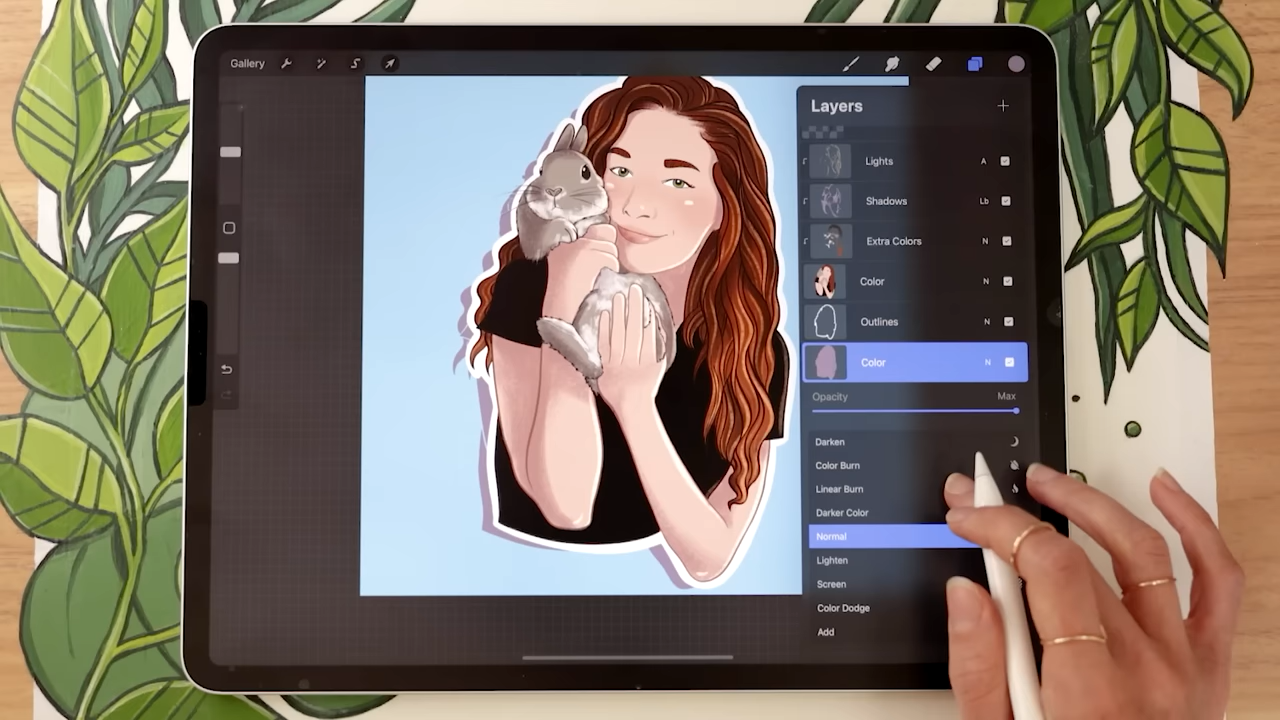 Gallery
Layers
Lights A
Shadows Lb
Extra Colors N
Color N
Outlines N
Color N
Opacity Max
Darken
Color Burn
Linear Burn
Darker Color
Normal
Lighten
Screen
Color Dodge
Add